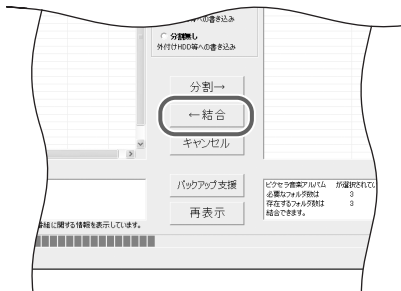 への書き込み
分割無し
外付けHDD等への書き込み
分割→
←結合
キャンセル
バックアップ支援
再表示
ピクセラ音楽アルバム が選択されて
必要なフォルダ数は 3
存在するフォルダ数は 3
結合できます。
に関する情報を表示しています。